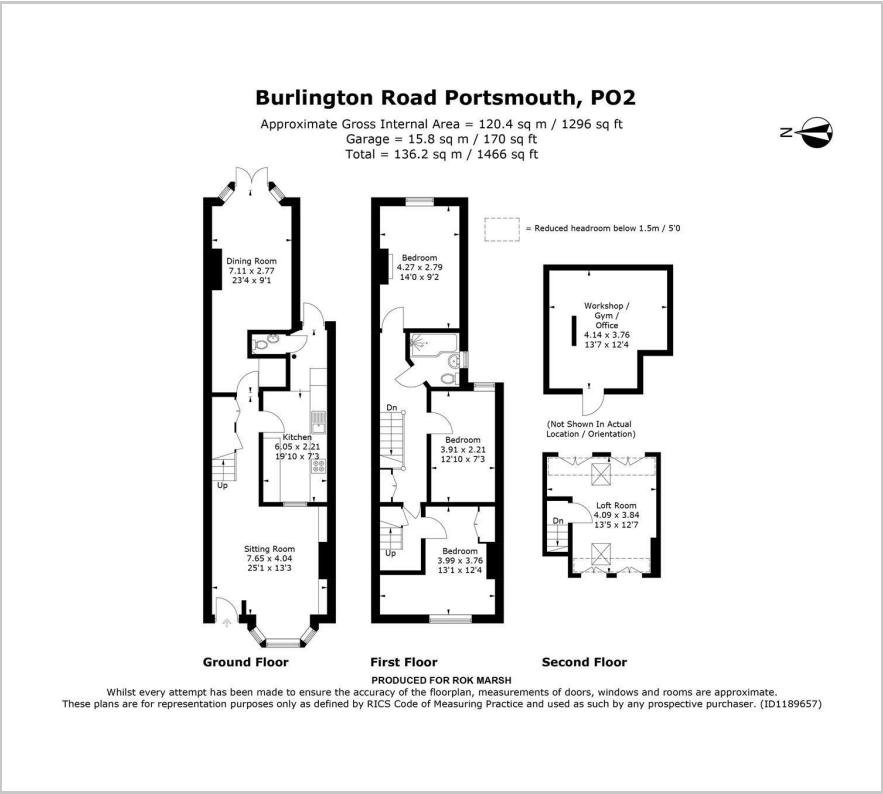 Burlington Road Portsmouth, PO2
Approximate Gross Internal Area = 120.4 sq m / 1296 sq ft
Garage = 15.8 sq m / 170 sq ft
Total = 136.2 sq m / 1466 sq ft
N
= Reduced headroom below 1.5m / 5'0
Dining Room
7.11 x 2.77
23'4 x 9'1
Kitchen
6.05 x 2.21
19'10 x 7'3
Up
Sitting Room
7.65 x 4.04
25'1 x 13'3
Ground Floor
Bedroom
4.27 x 2.79
14'0 x 9'2
Dn
Bedroom
3.91 x 2.21
12'10 x 7'3
Up
Bedroom
3.99 x 3.76
13'1 x 12'4
First Floor
Workshop /
Gym /
Office
4.14 x 3.76
13'7 x 12'4
(Not Shown In Actual
Location / Orientation)
Loft Room
4.09 x 3.84
13'5 x 12'7
Dn
Second Floor
PRODUCED FOR ROK MARSH
Whilst every attempt has been made to ensure the accuracy of the floorplan, measurements of doors, windows and rooms are approximate.
These plans are for representation purposes only as defined by RICS Code of Measuring Practice and used as such by any prospective purchaser. (ID1189657)